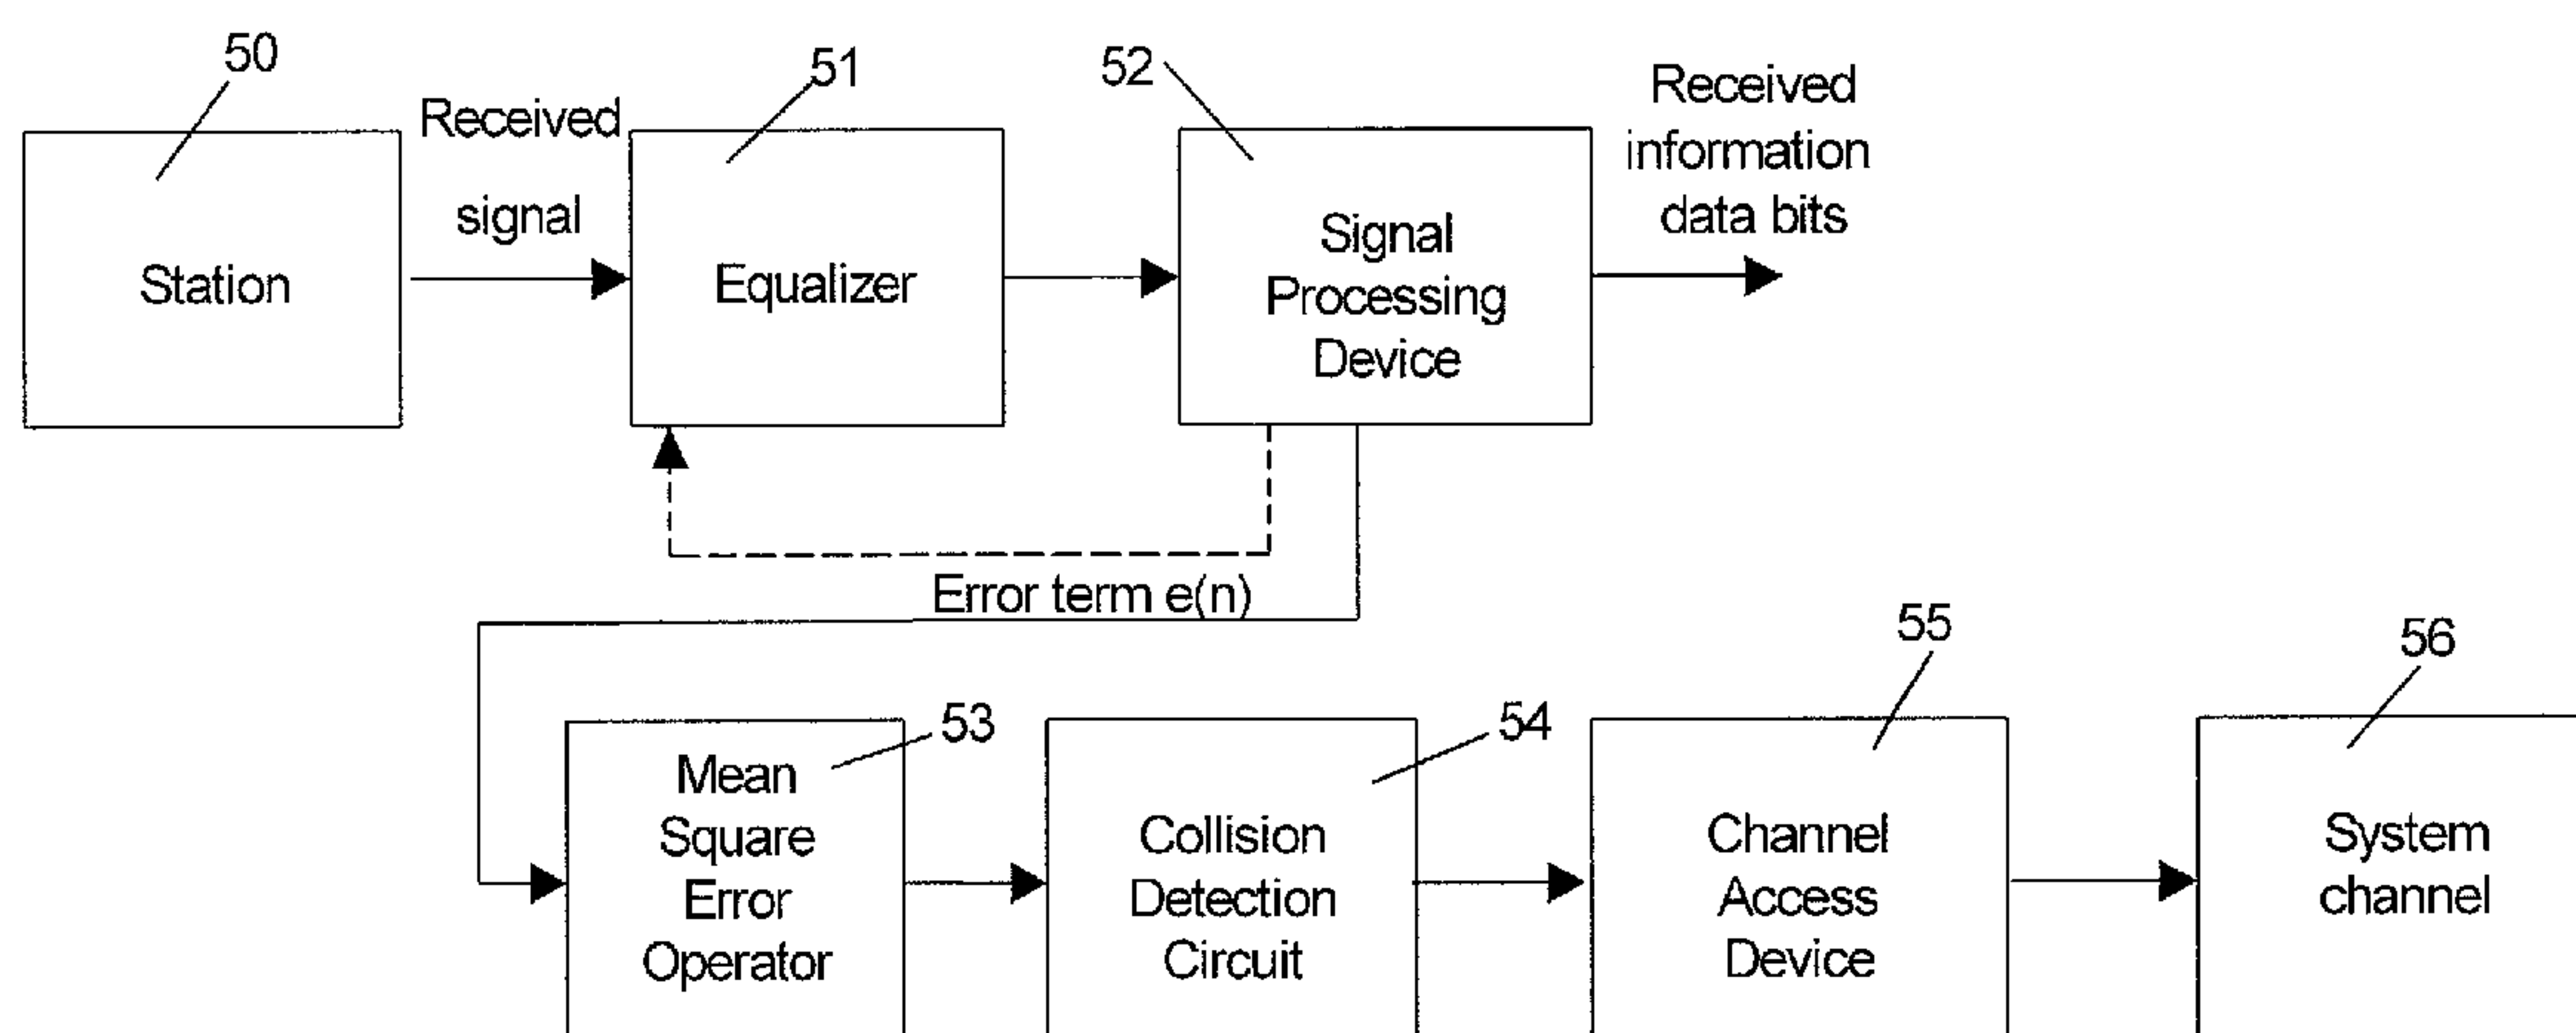 50
51
52
Received
signal
Received
information
data bits
Station
Equalizer
Signal
Processing
Device
Error term e(n)
53
54
55
56
Mean
Square
Error
Operator
Collision
Detection
Circuit
Channel
Access
Device
System
channel